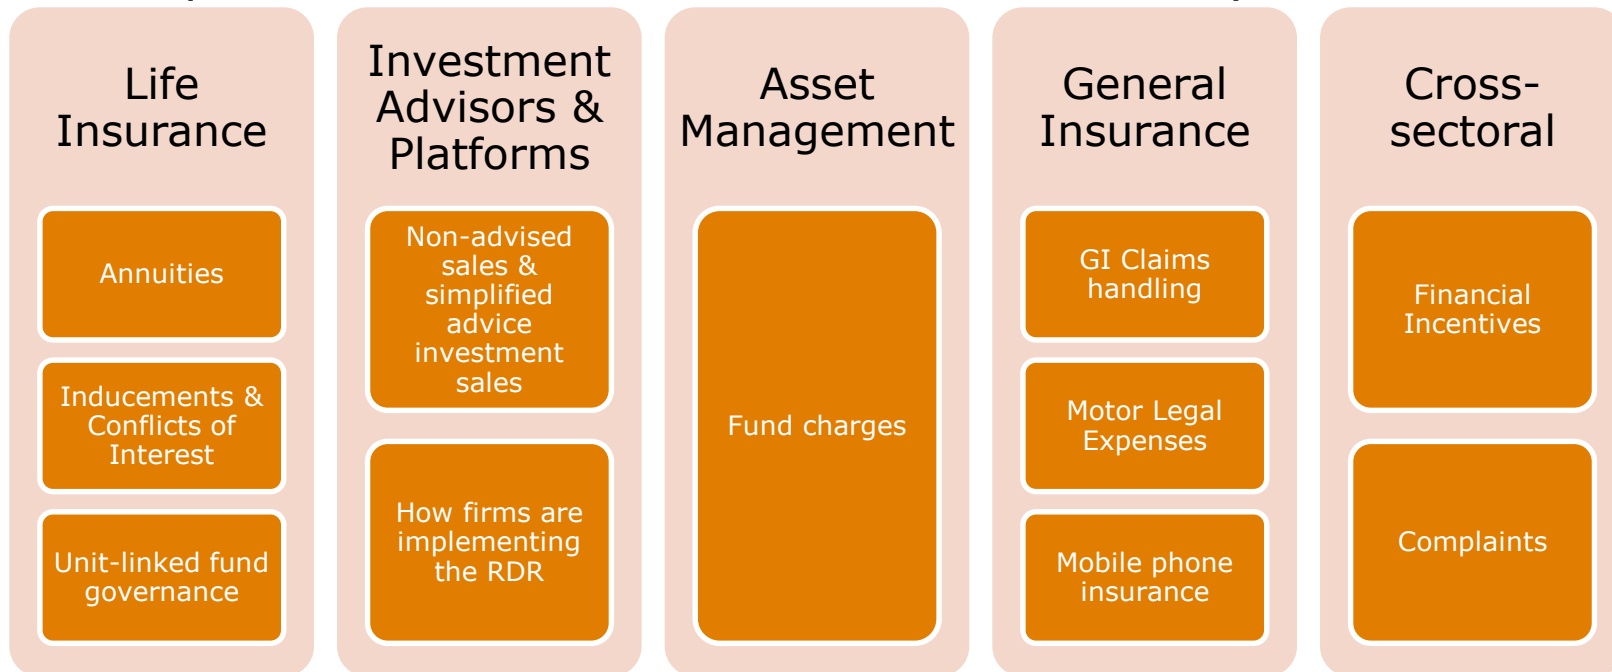 Life
Insurance
Annuities
Inducements &
Conflicts of
Interest
Unit-linked fund
governance
Investment
Advisors &
Platforms
Non-advised
sales &
simplified
advice
investment
sales
How firms are
implementing
the RDR
Asset
Management
Fund charges
General
Insurance
GI Claims
handling
Motor Legal
Expenses
Mobile phone
insurance
Cross-
sectoral
Financial
Incentives
Complaints